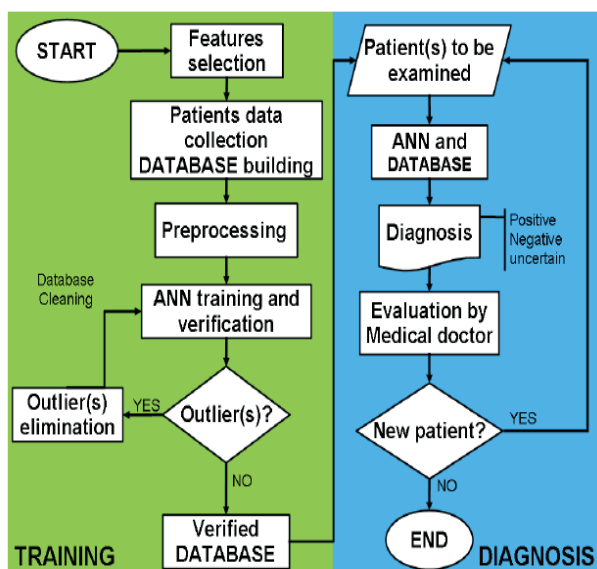 START
Features
selection
Patients data
collection
DATABASE building
Preprocessing
Database
Cleaning
ANN training and
verification
Outlier(s)
elimination
YES
Outlier(s)?
NO
Verified
DATABASE
TRAINING
Patient(s) to be
examined
ANN and
DATABASE
Diagnosis
Positive
Negative
uncertain
Evaluation by
Medical doctor
New patient?
YES
NO
END
DIAGNOSIS